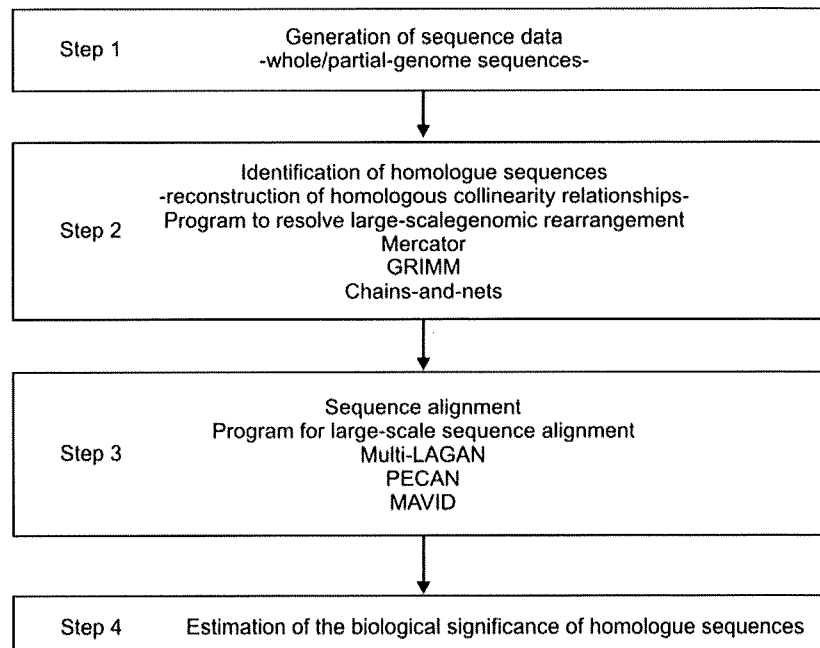 Step 1
Generation of sequence data
-whole/partial-genome sequences-
Step 2
Identification of homologue sequences
-reconstruction of homologous collinearity relationships-
Program to resolve large-scalegenomic rearrangement
Mercator
GRIMM
Chains-and-nets
Step 3
Sequence alignment
Program for large-scale sequence alignment
Multi-LAGAN
PECAN
MAVID
Step 4 Estimation of the biological significance of homologue sequences